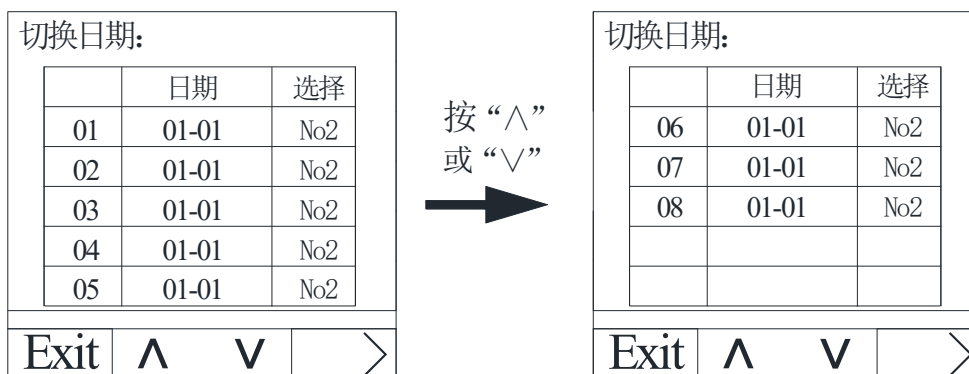 切换日期:
日期 选择
01 01-01 No2
02 01-01 No2
03 01-01 No2
04 01-01 No2
05 01-01 No2
Exit ∧ ∨ >
按“∧”
或“∨”
切换日期:
日期 选择
06 01-01 No2
07 01-01 No2
08 01-01 No2
Exit ∧ ∨ >